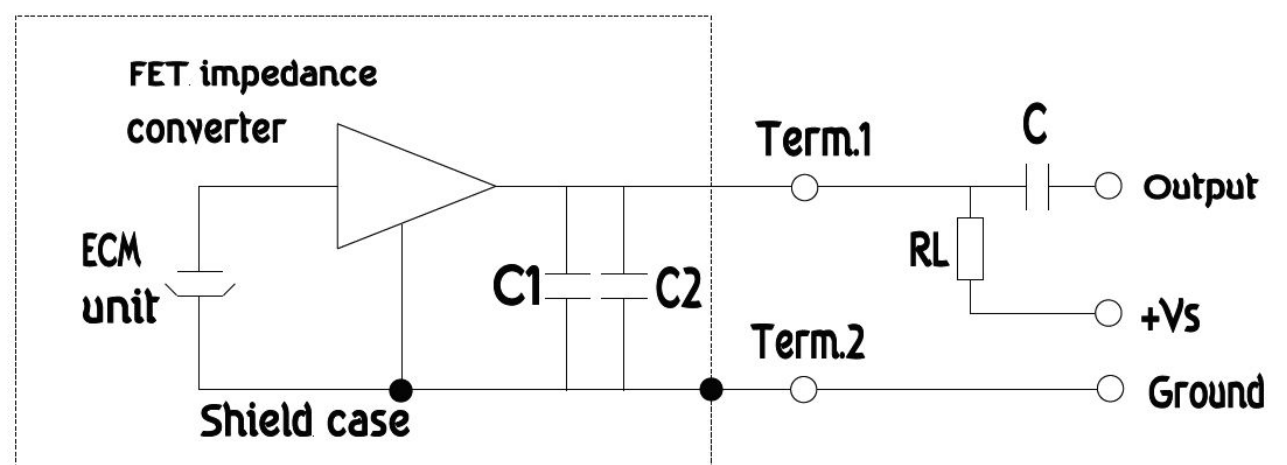 FET impedance
converter
Term.1
C
Output
ECM
unit
C1
C2
RL
+Vs
Term.2
Shield case
Ground